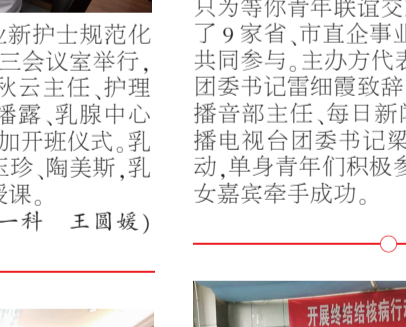 业新护士规范化
三会议室举行,
秋云主任、护理
潘露、乳腺中心
加开班仪式。乳
玉珍、陶美斯,乳
授课。
一科 王圆媛)
只为等你青年联谊交
了9家省、市直企事业
共同参与。主办方代表
团委书记雷细霞致辞
播音部主任、每日新闻
播电视台团委书记梁
动,单身青年们积极参
女嘉宾牵手成功。
开展终结结核病行动